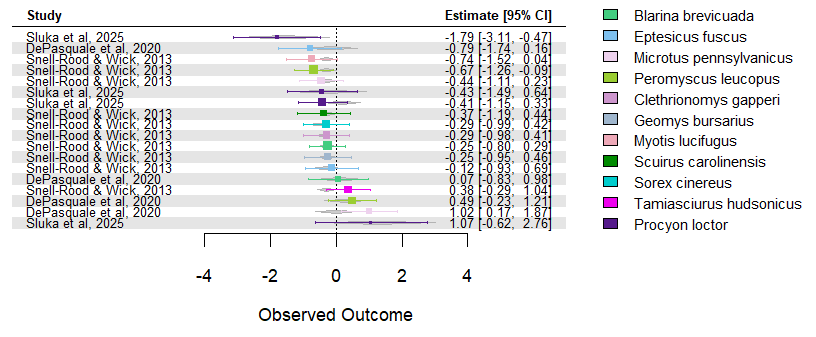 Study Estimate [95% CI]
Sluka et al, 2025 -1.79 [-3.11, -0.47]
DePasquale et al, 2020 -0.79 [-1.74, 0.16]
Snell-Rood & Wick, 2013 -0.74 [-1.52, 0.04]
Snell-Rood & Wick, 2013 -0.67 [-1.26, -0.09]
Snell-Rood & Wick, 2013 -0.44 [-1.11, 0.23]
Sluka et al, 2025 -0.43 [-1.49, 0.64]
Sluka et al, 2025 -0.41 [-1.15, 0.33]
Snell-Rood & Wick, 2013 -0.37 [-1.19, 0.44]
Snell-Rood & Wick, 2013 -0.29 [-0.99, 0.42]
Snell-Rood & Wick, 2013 -0.29 [-0.98, 0.41]
Snell-Rood & Wick, 2013 -0.25 [-0.80, 0.29]
Snell-Rood & Wick, 2013 -0.25 [-0.95, 0.46]
Snell-Rood & Wick, 2013 -0.12 [-0.93, 0.69]
DePasquale et al, 2020 0.07 [-0.83, 0.98]
Snell-Rood & Wick, 2013 0.38 [-0.29, 1.04]
DePasquale et al, 2020 0.49 [-0.23, 1.21]
DePasquale et al, 2020 1.02 [0.17, 1.87]
Sluka et al, 2025 1.07 [-0.62, 2.76]
-4 -2 0 2 4
Observed Outcome
Blarina brevicuada
Eptesicus fuscus
Microtus pennsylvanicus
Peromyscus leucopus
Clethrionomys gapperi
Geomys bursarius
Myotis lucifugus
Scuirus carolinensis
Sorex cinereus
Tamiasciurus hudsonicus
Procyon loctor